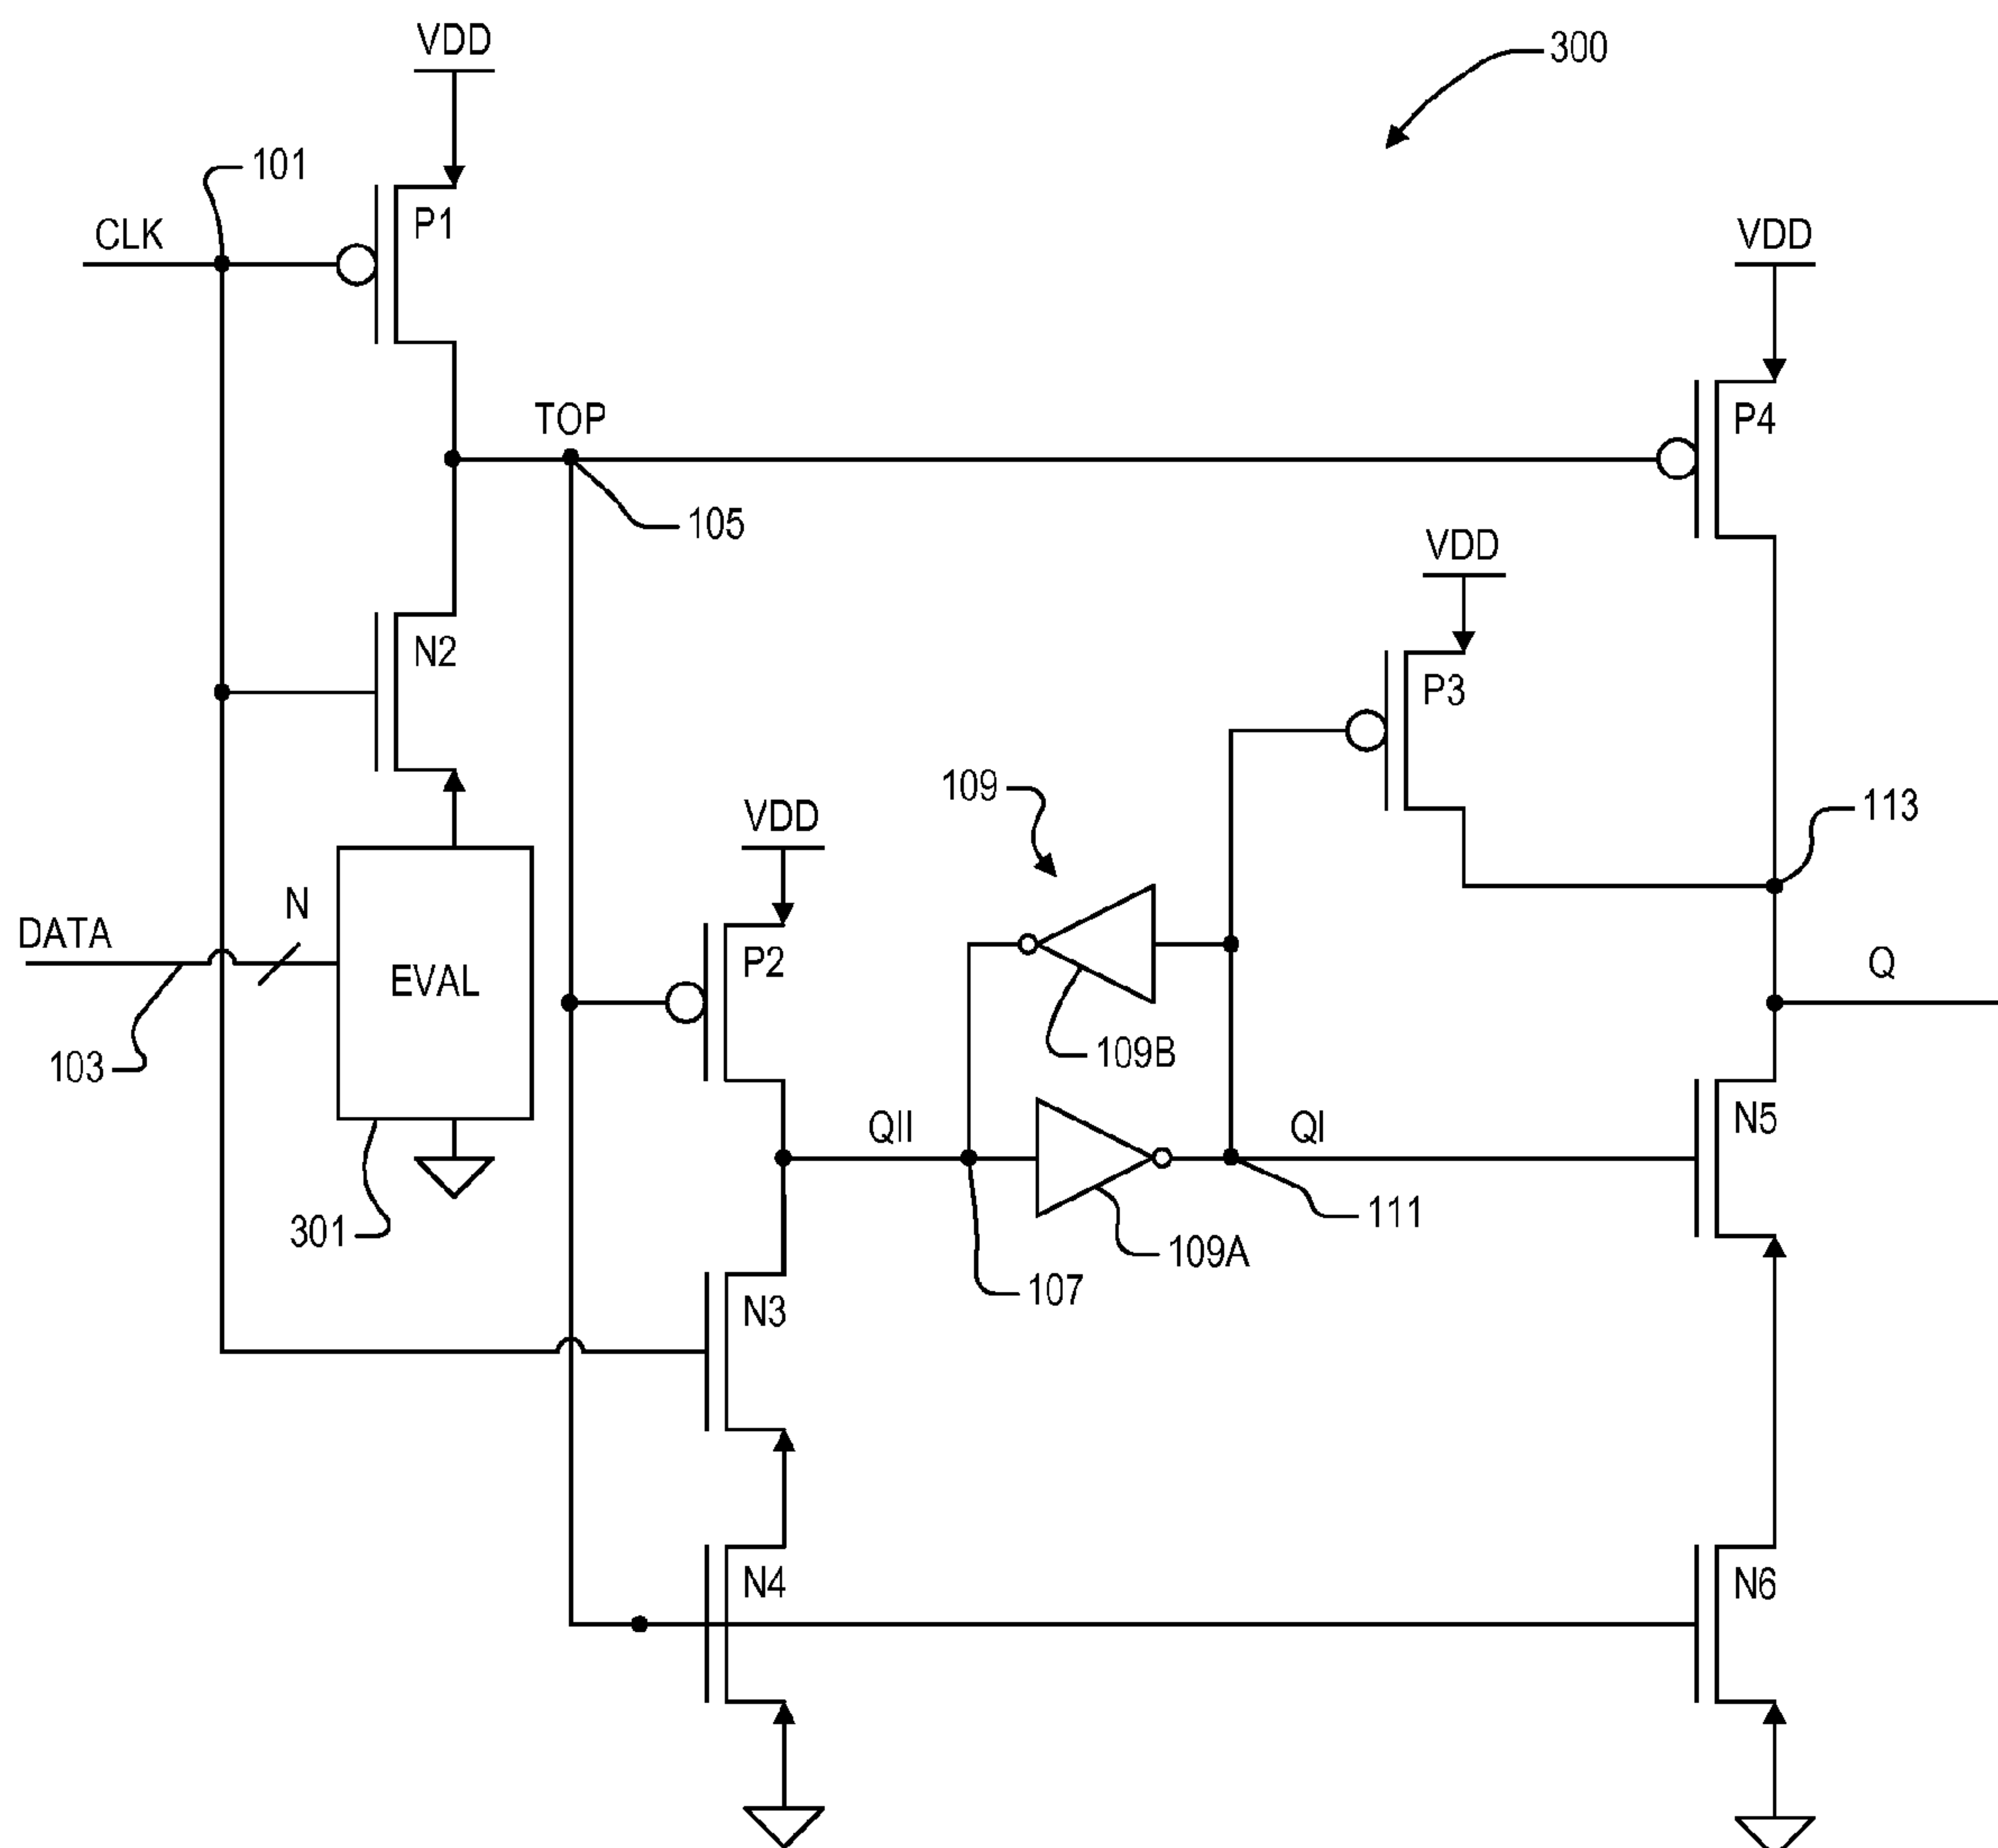 VDD
300
101
P1
CLK
VDD
TOP
P4
105
VDD
N2
P3
109
113
VDD
N
DATA
P2
Q
EVAL
103
109B
QII
QI
N5
111
301
109A
107
N3
N4
N6